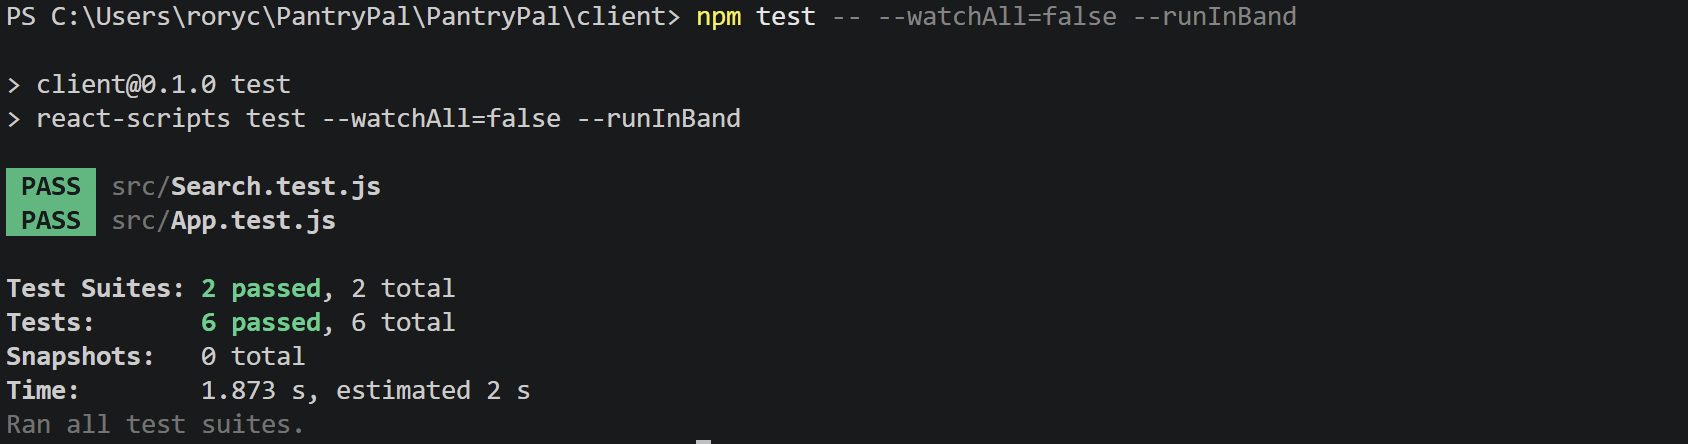 PS C:\Users\roryc\PantryPal\PantryPal\client> npm test -- --watchAll=false --runInBand
> client@0.1.0 test
> react-scripts test --watchAll=false --runInBand
PASS src/Search.test.js
PASS src/App.test.js
Test Suites: 2 passed, 2 total
Tests: 6 passed, 6 total
Snapshots: 0 total
Time: 1.873 s, estimated 2 s
Ran all test suites.